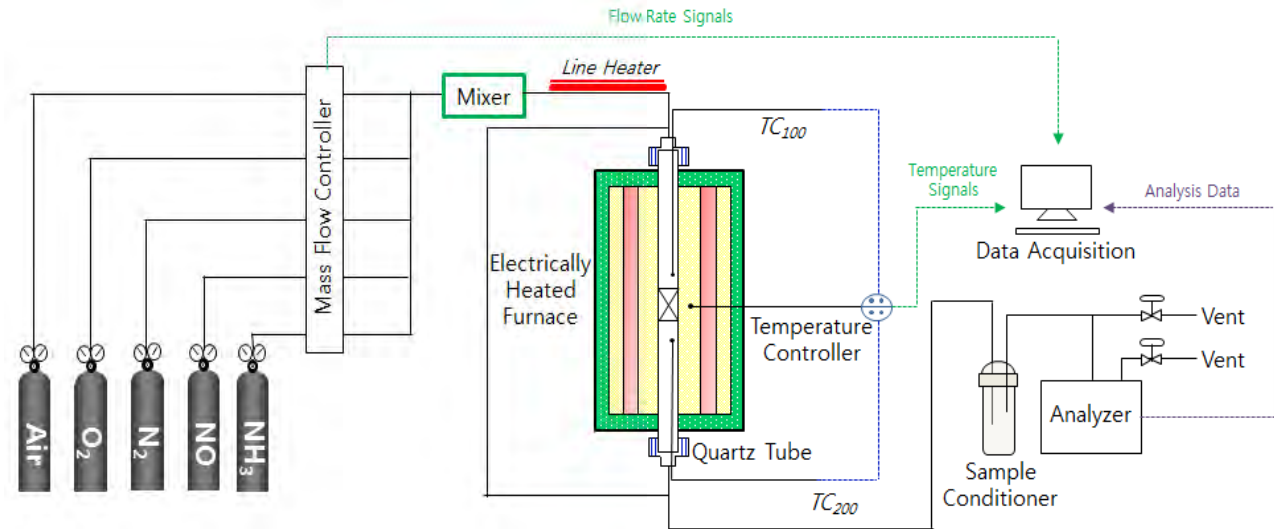 Flow Rate Signals
Line Heater
Mixer
Mass Flow Controller
TC100
Temperature
Signals
Analysis Data
Data Acquisition
Electrically
Heated
Furnace
Temperature
Controller
Vent
Vent
Analyzer
Air
O2
N2
NO
NH3
Quartz Tube
Sample
Conditioner
TC200